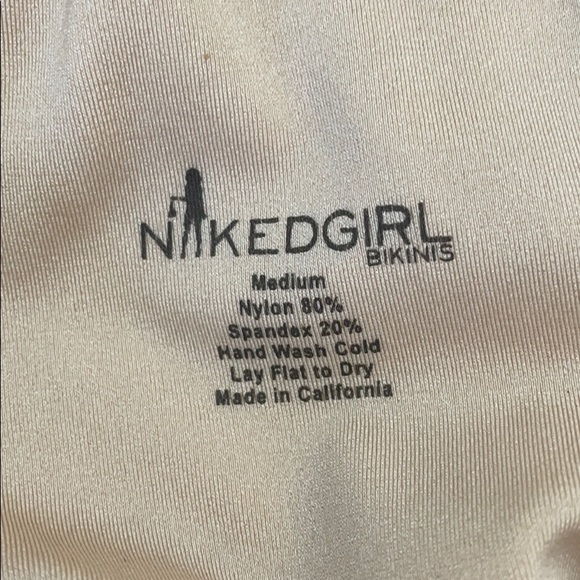 NAKEDGIRL
BIKINIS
Medium
Nylon 80%
Spandex 20%
Hand Wash Cold
Lay Flat to Dry
Made in California